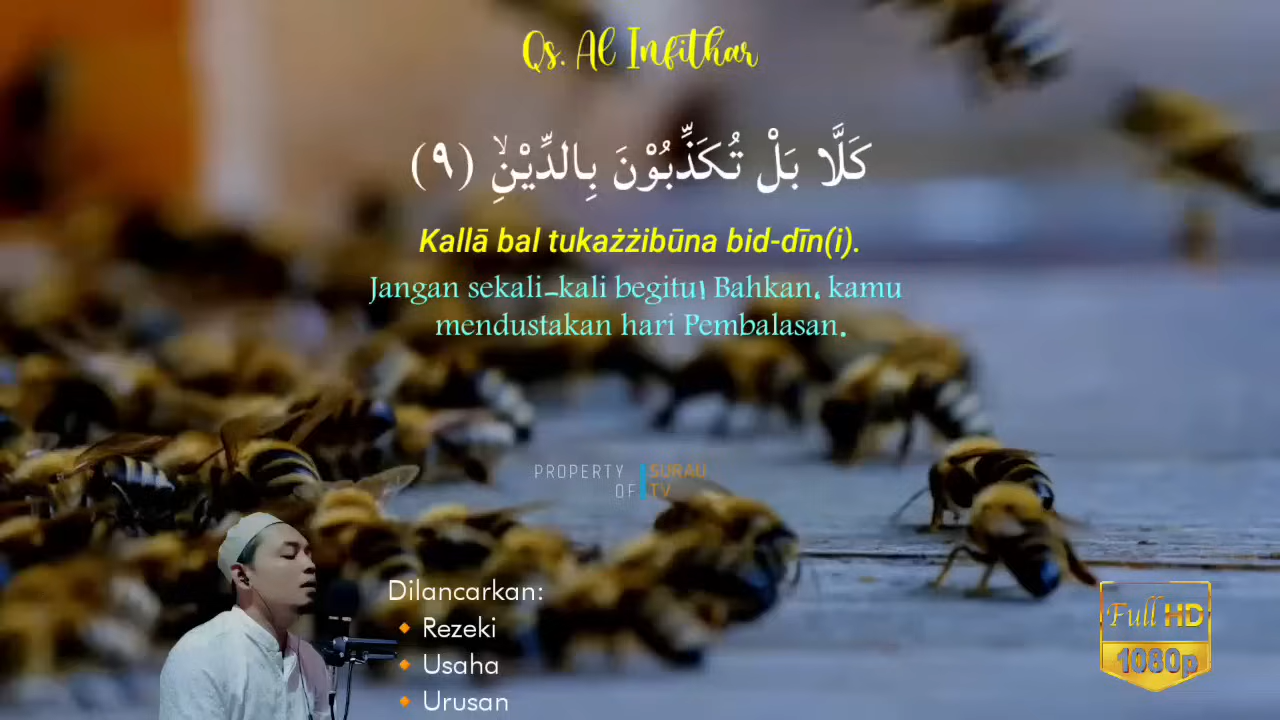 Qs. Al Infithar
كَلَّا بَلْ تُكَذِّبُوْنَ بِالدِّيْنِۙ (٩)
Kallā bal tukażżibūna bid-dīn(i).
Jangan sekali-kali begitu! Bahkan, kamu
mendustakan hari Pembalasan.
PROPERTY OF SURAU TV
Dilancarkan:
🔸 Rezeki
🔸 Usaha
🔸 Urusan
Full HD
1080p